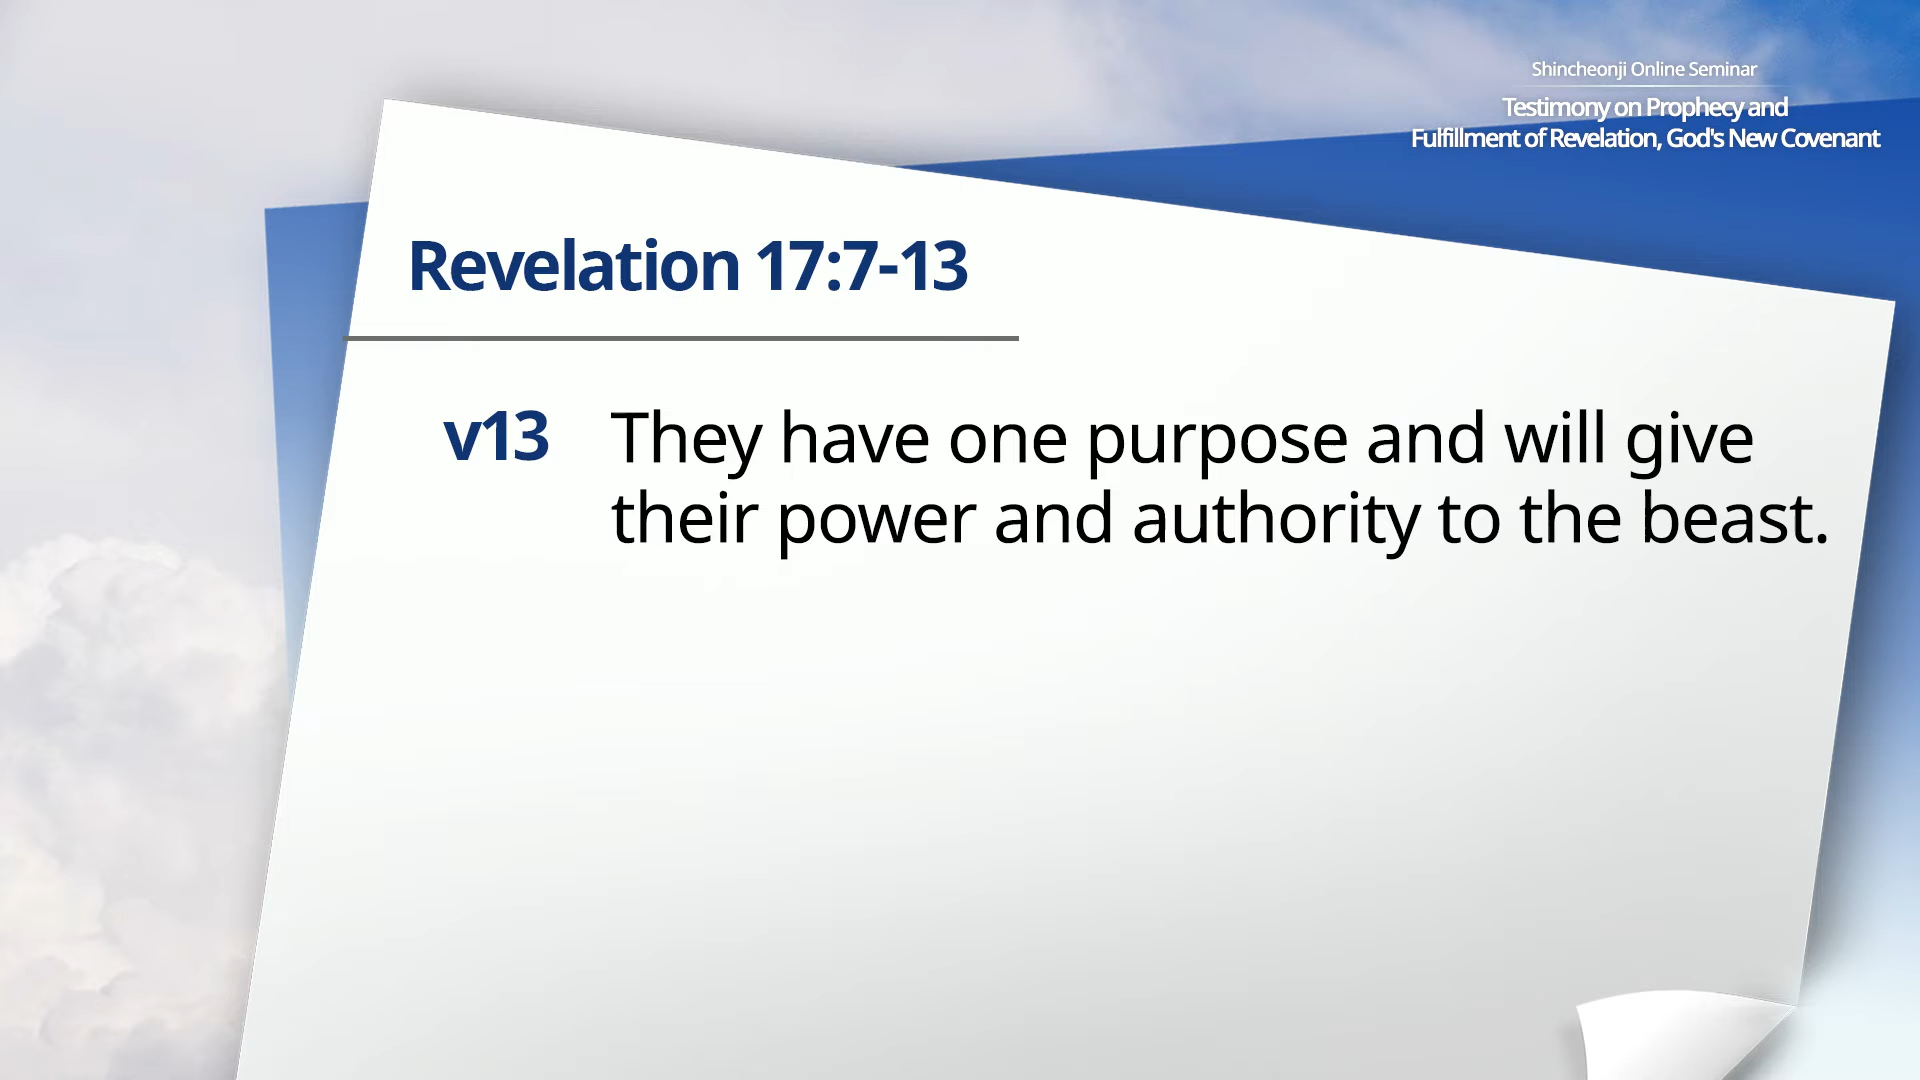 Shincheonji Online Seminar
Testimony on Prophecy and
Fulfillment of Revelation, God's New Covenant
Revelation 17:7-13
v13 They have one purpose and will give
their power and authority to the beast.